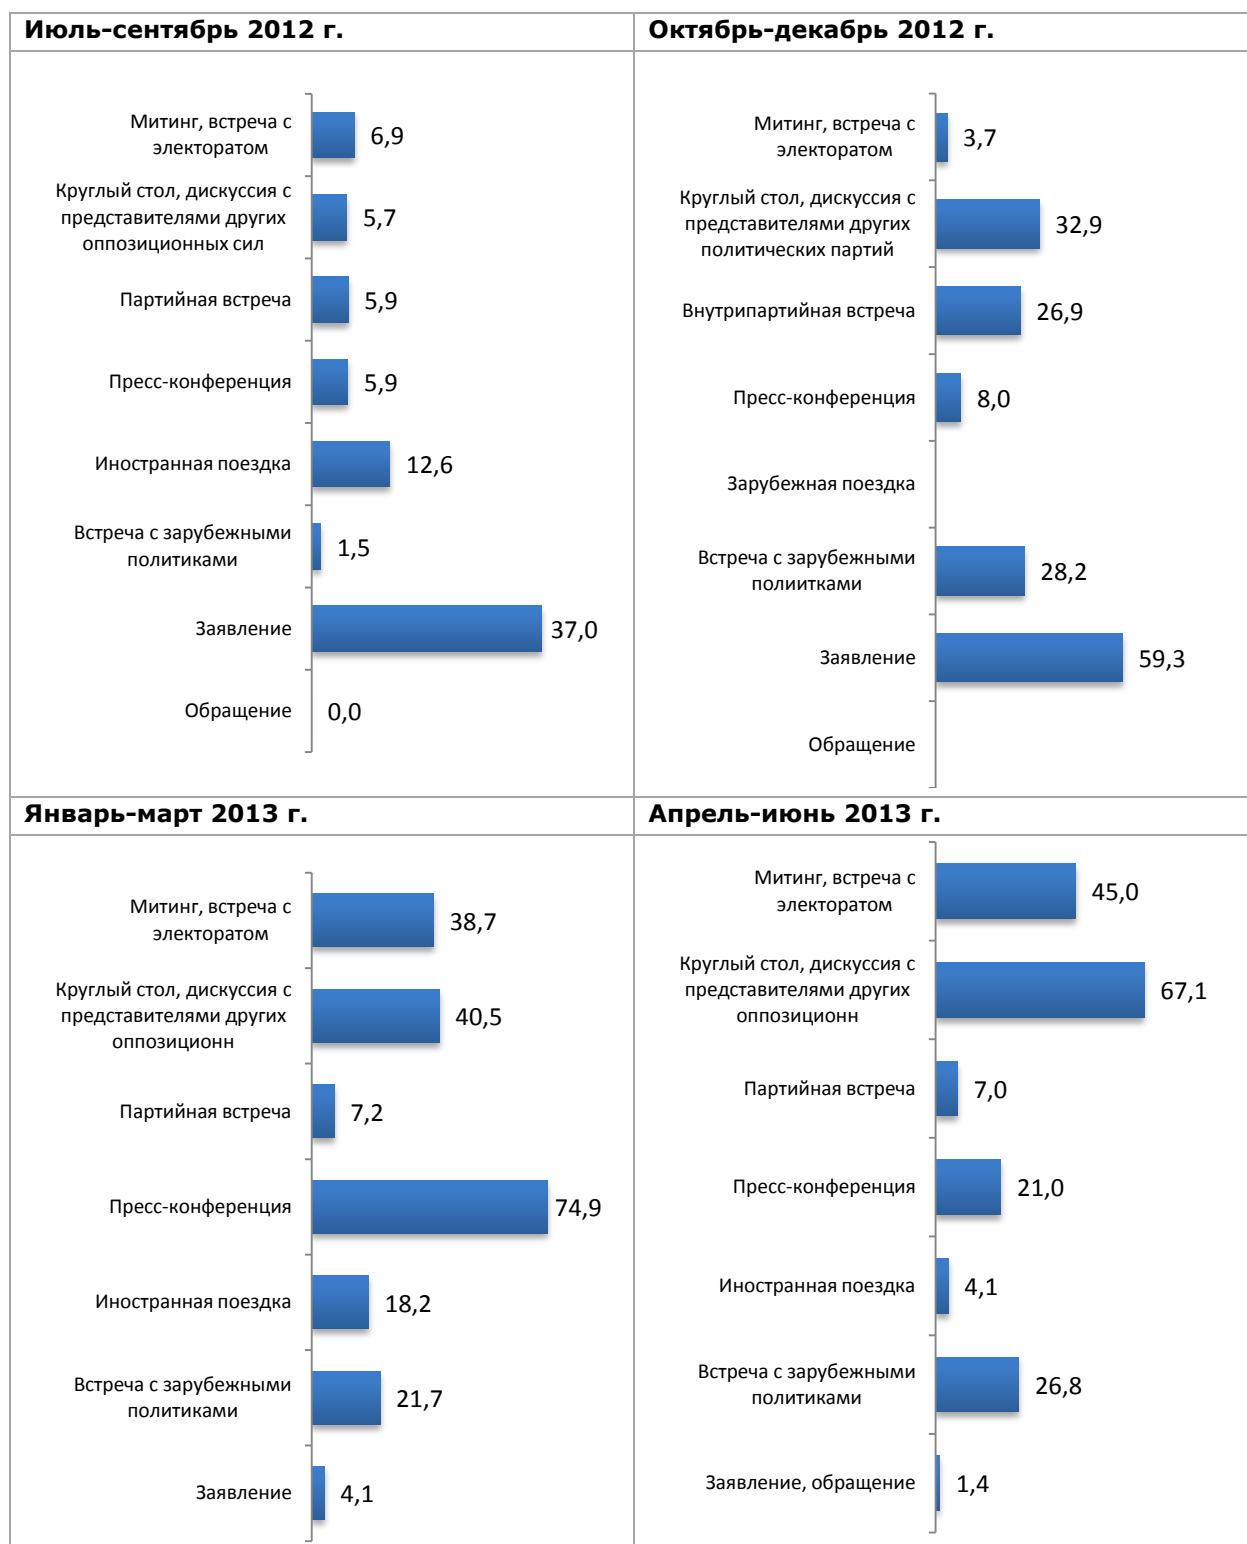 Июль-сентябрь 2012 г.
Митинг, встреча с
электоратом
6,9
Круглый стол, дискуссия с
представителями других
оппозиционных сил
5,7
Партийная встреча
5,9
Пресс-конференция
5,9
Иностранная поездка
12,6
Встреча с зарубежными
политиками
1,5
Заявление
37,0
Обращение
0,0
Октябрь-декабрь 2012 г.
Митинг, встреча с
электоратом
3,7
Круглый стол, дискуссия с
представителями других
политических партий
32,9
Внутрипартийная встреча
26,9
Пресс-конференция
8,0
Зарубежная поездка
Встреча с зарубежными
полиитками
28,2
Заявление
59,3
Обращение
Январь-март 2013 г.
Митинг, встреча с
электоратом
38,7
Круглый стол, дискуссия с
представителями других
оппозиционн
40,5
Партийная встреча
7,2
Пресс-конференция
74,9
Иностранная поездка
18,2
Встреча с зарубежными
политиками
21,7
Заявление
4,1
Апрель-июнь 2013 г.
Митинг, встреча с
электоратом
45,0
Круглый стол, дискуссия с
представителями других
оппозиционн
67,1
Партийная встреча
7,0
Пресс-конференция
21,0
Иностранная поездка
4,1
Встреча с зарубежными
политиками
26,8
Заявление, обращение
1,4